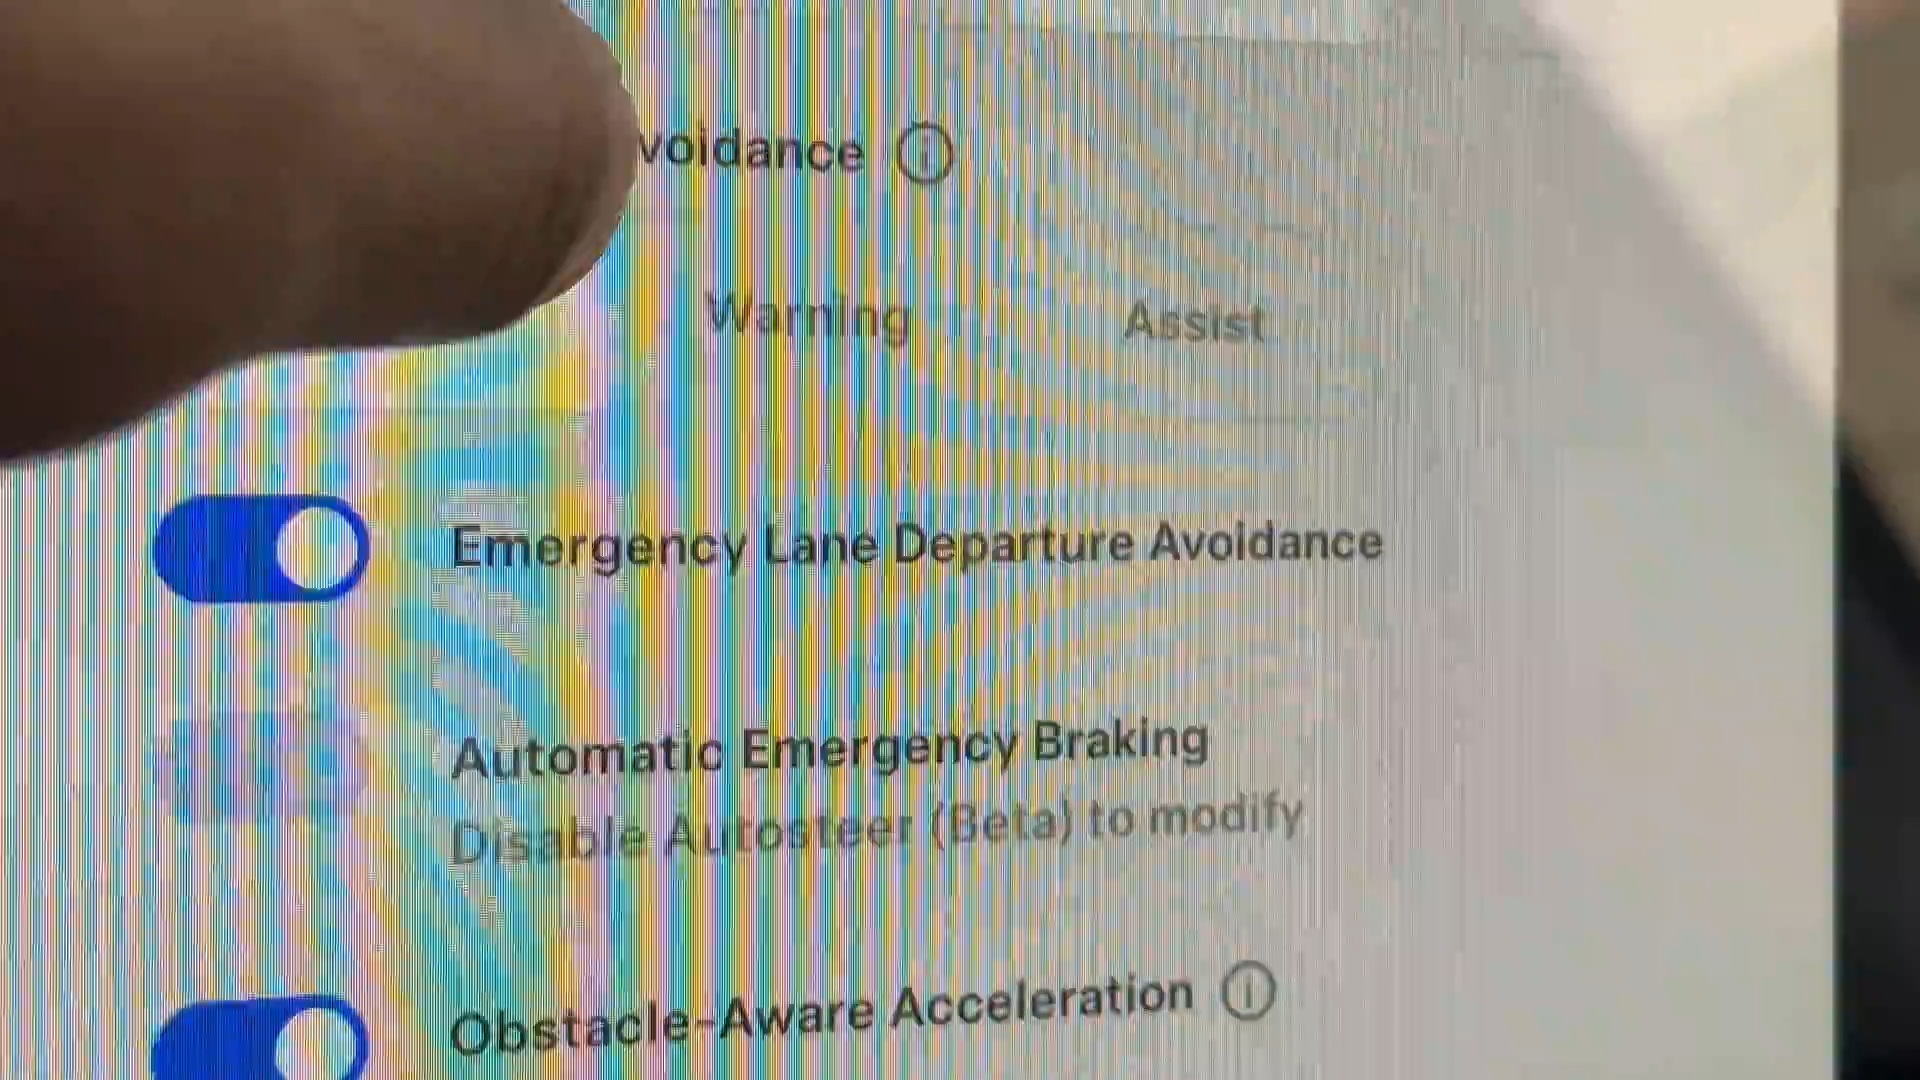 voidance
Warning Assist
Emergency Lane Departure Avoidance
Automatic Emergency Braking
Disable Autosteer (Beta) to modify
Obstacle-Aware Acceleration